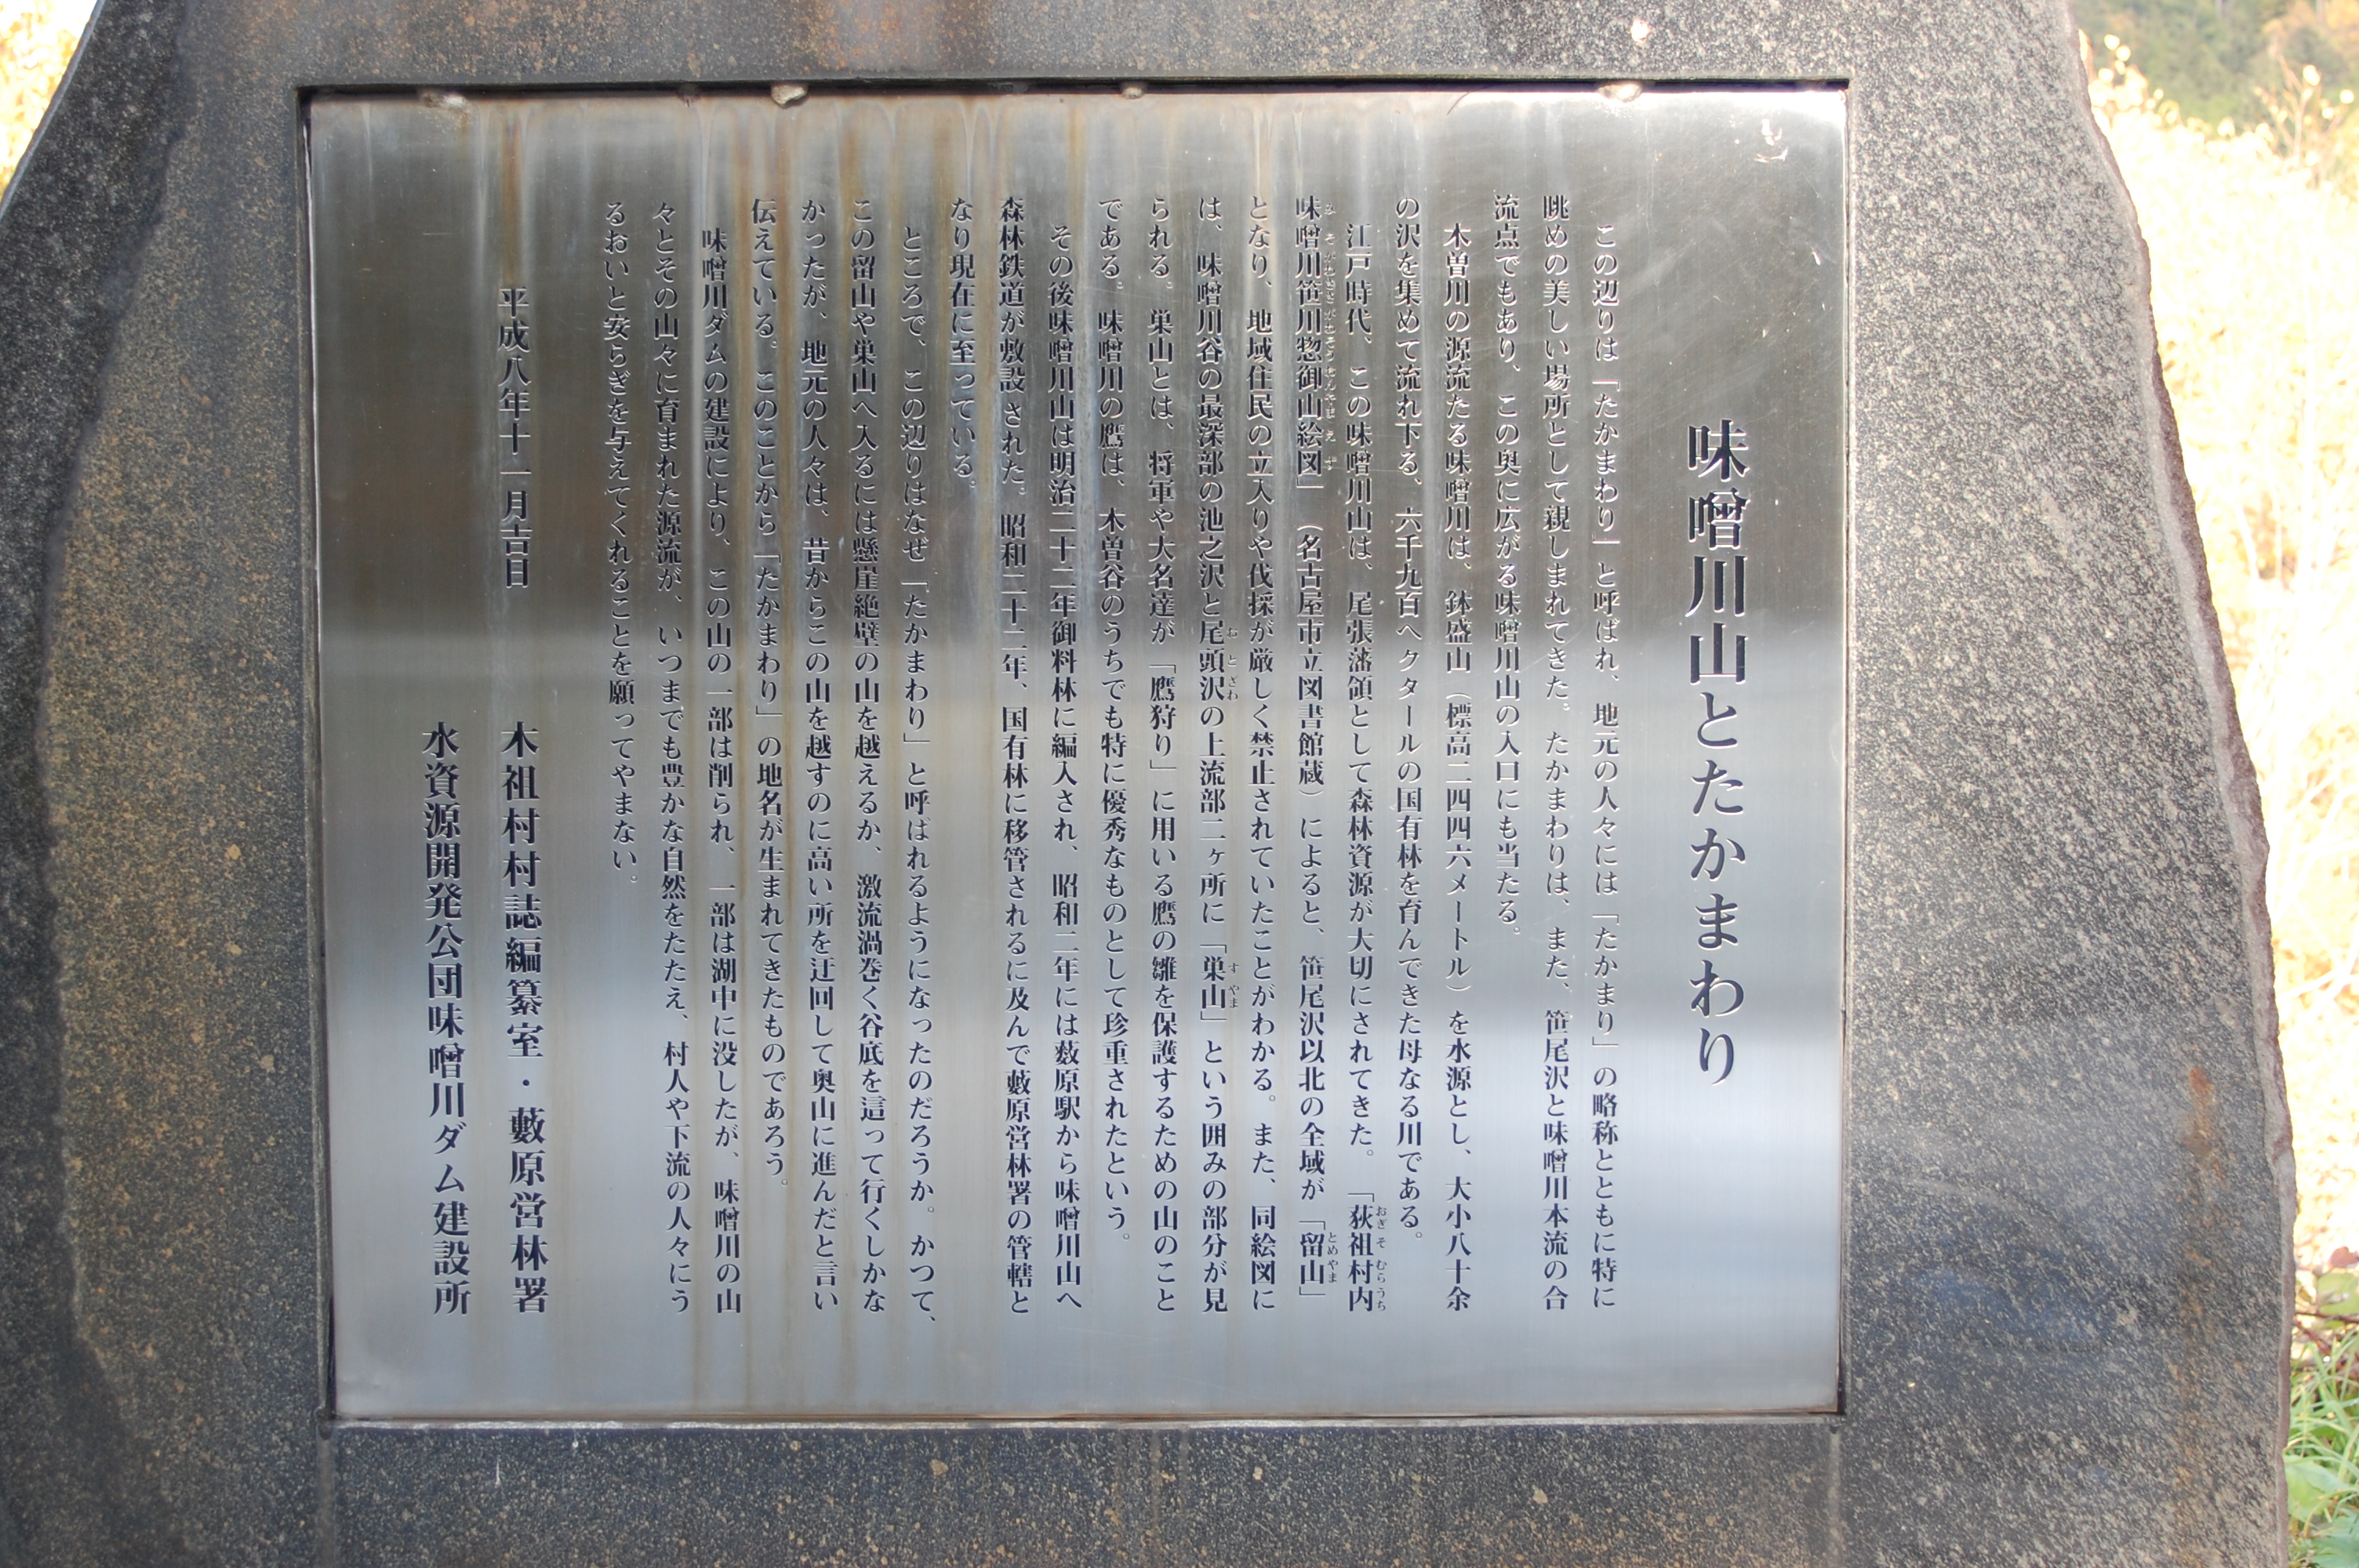 味噌川山とたかまわり
この辺りは「たかまわり」と呼ばれ、地元の人々には「たかまり」の略称とともに特に
眺めの美しい場所として親しまれてきた。たかまわりは、また、笹尾沢と味噌川本流の合
流点でもあり、この奥に広がる味噌川山の入口にも当たる。
木曽川の源流たる味噌川は、鉢盛山（標高二四四六メートル）を水源とし、大小八十余
の沢を集めて流れ下る、六千九百ヘクタールの国有林を育んできた母なる川である。
江戸時代、この味噌川山は、尾張藩領として森林資源が大切にされてきた。「荻祖村内
味噌川笹川惣御山絵図」（名古屋市立図書館蔵）によると、笹尾沢以北の全域が「留山」
となり、地域住民の立入りや伐採が厳しく禁止されていたことがわかる。また、同絵図に
は、味噌川谷の最深部の池之沢と尾頭沢の上流部二ヶ所に「巣山」という囲みの部分が見
られる。巣山とは、将軍や大名達が「鷹狩り」に用いる鷹の雛を保護するための山のこと
である。味噌川の鷹は、木曽谷のうちでも特に優秀なものとして珍重されたという。
その後味噌川山は明治二十二年御料林に編入され、昭和二年には薮原駅から味噌川山へ
森林鉄道が敷設された。昭和二十二年、国有林に移管されるに及んで藪原営林署の管轄と
なり現在に至っている。
ところで、この辺りはなぜ「たかまわり」と呼ばれるようになったのだろうか。かつて、
この留山や巣山へ入るには懸崖絶壁の山を越えるか、激流渦巻く谷底を這って行くしかな
かったが、地元の人々は、昔からこの山を越すのに高い所を迂回して奥山に進んだと言い
伝えている。このことから「たかまわり」の地名が生まれてきたものであろう。
味噌川ダムの建設により、この山の一部は削られ、一部は湖中に没したが、味噌川の山
々とその山々に育まれた源流が、いつまでも豊かな自然をたたえ、村人や下流の人々にう
るおいと安らぎを与えてくれることを願ってやまない。
平成八年十一月吉日
木祖村村誌編纂室・藪原営林署
水資源開発公団味噌川ダム建設所